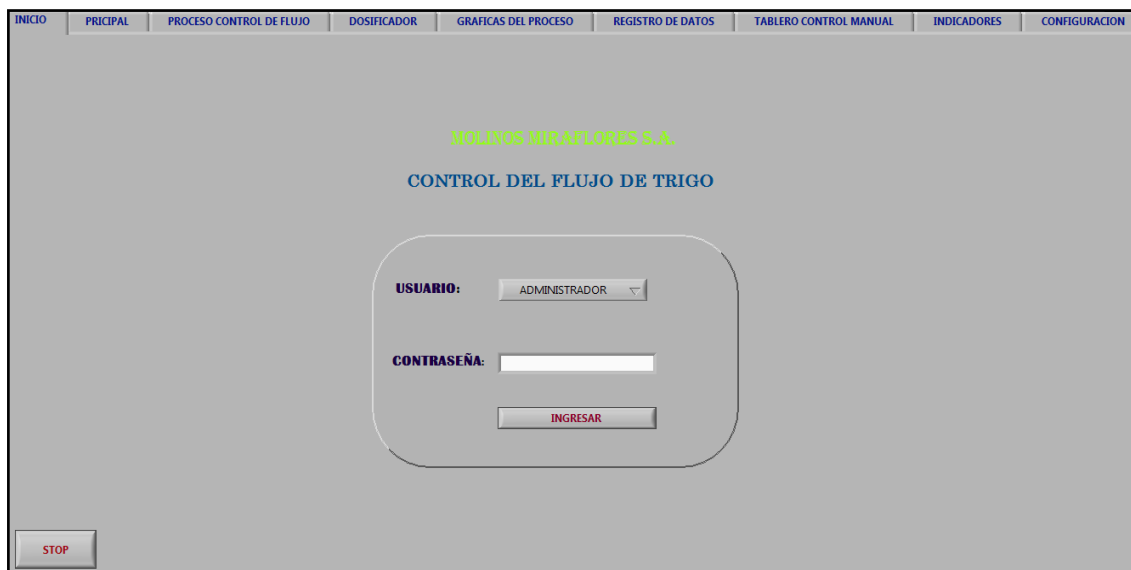 INICIO PRICIPAL PROCESO CONTROL DE FLUJO DOSIFICADOR GRAFICAS DEL PROCESO REGISTRO DE DATOS TABLERO CONTROL MANUAL INDICADORES CONFIGURACION
MOLINOS MIRAFLORES S.A.
CONTROL DEL FLUJO DE TRIGO
USUARIO: ADMINISTRADOR
CONTRASEÑA:
INGRESAR
STOP